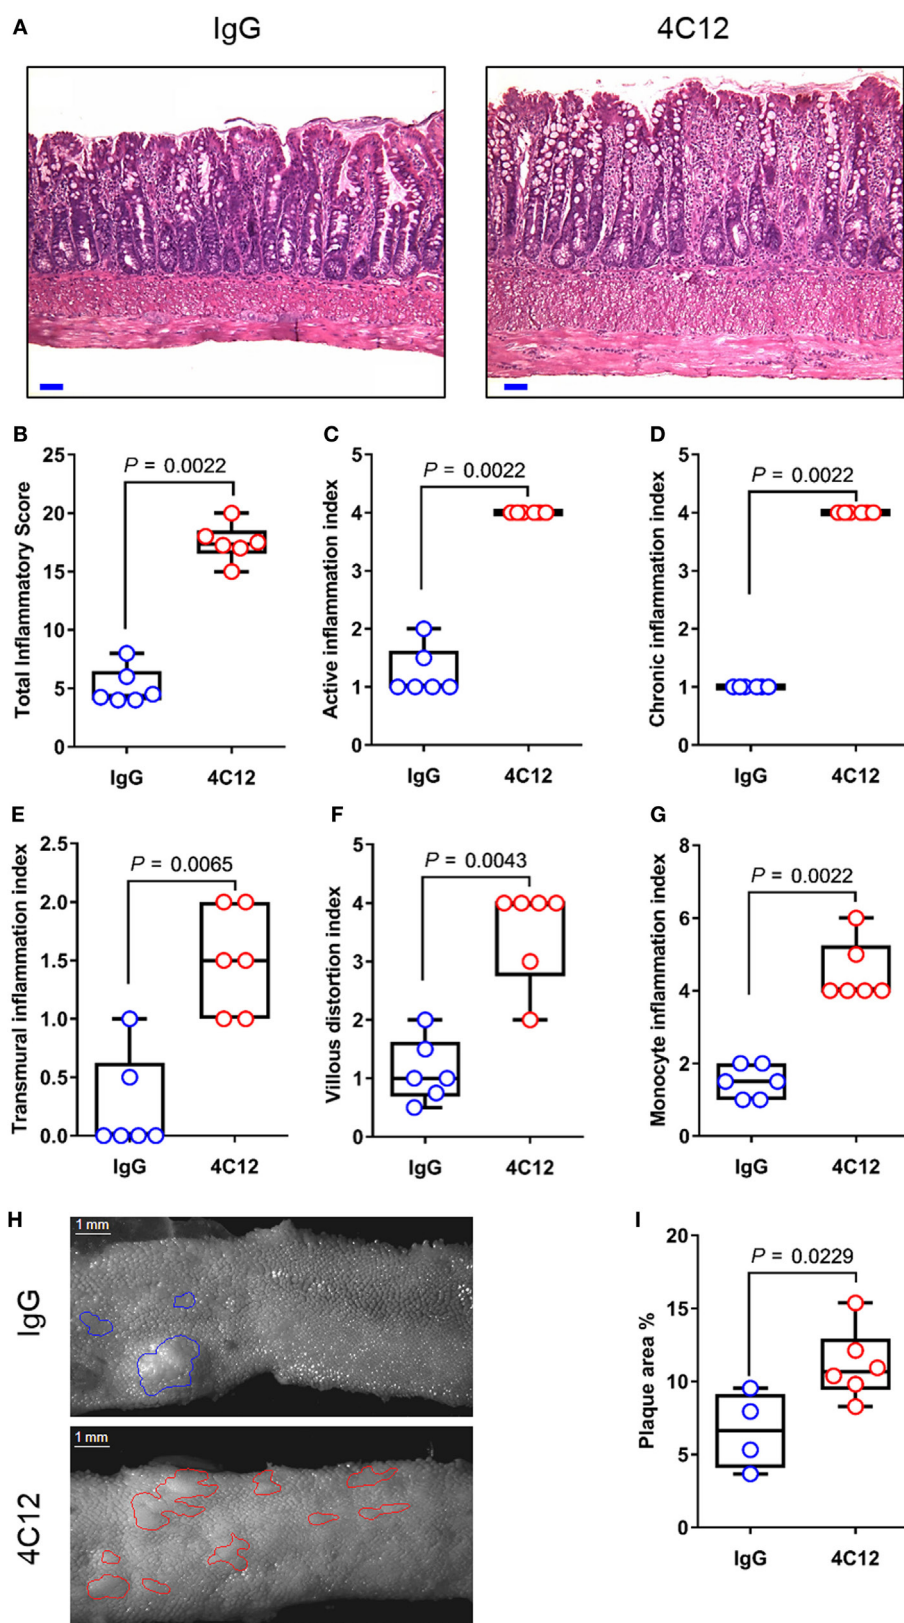 A
IgG
4C12
B
Total Inflammatory Score
25
20
15
10
5
0
P = 0.0022
IgG
4C12
C
Active inflammation index
5
4
3
2
1
0
P = 0.0022
IgG
4C12
D
Chronic inflammation index
5
4
3
2
1
0
P = 0.0022
IgG
4C12
E
Transmural inflammation index
2.5
2.0
1.5
1.0
0.5
0.0
P = 0.0065
IgG
4C12
F
Villous distortion index
5
4
3
2
1
0
P = 0.0043
IgG
4C12
G
Monocyte inflammation index
8
6
4
2
0
P = 0.0022
IgG
4C12
H
IgG
1 mm
4C12
1 mm
I
Plaque area %
20
15
10
5
0
P = 0.0229
IgG
4C12